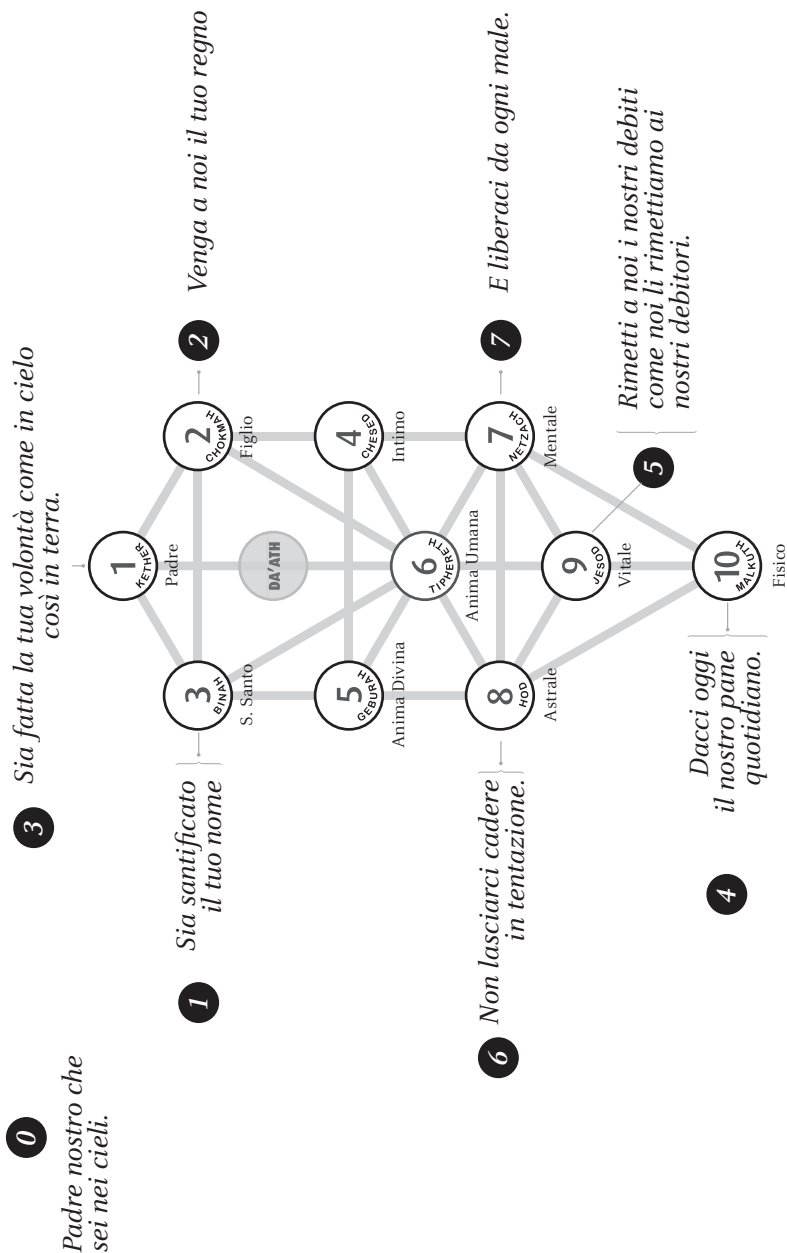 0
Padre nostro che
sei nei cieli.
3
Sia fatta la tua volontà come in cielo
così in terra.
1
KETHER
Padre
1
Sia santificato
il tuo nome
3
BINAH
S. Santo
2
CHOKMAH
Figlio
2
Venga a noi il tuo regno
DA'ATH
5
GEBURAH
Anima Divina
4
CHESED
Intimo
6
TIPHERETH
Anima Umana
6
Non lasciarci cadere
in tentazione.
8
HOD
Astrale
7
NETZACH
Mentale
7
E liberaci da ogni male.
9
JESOD
Vitale
5
Rimetti a noi i nostri debiti
come noi li rimettiamo ai
nostri debitori.
4
Dacci oggi
il nostro pane
quotidiano.
10
MALKUTH
Fisico